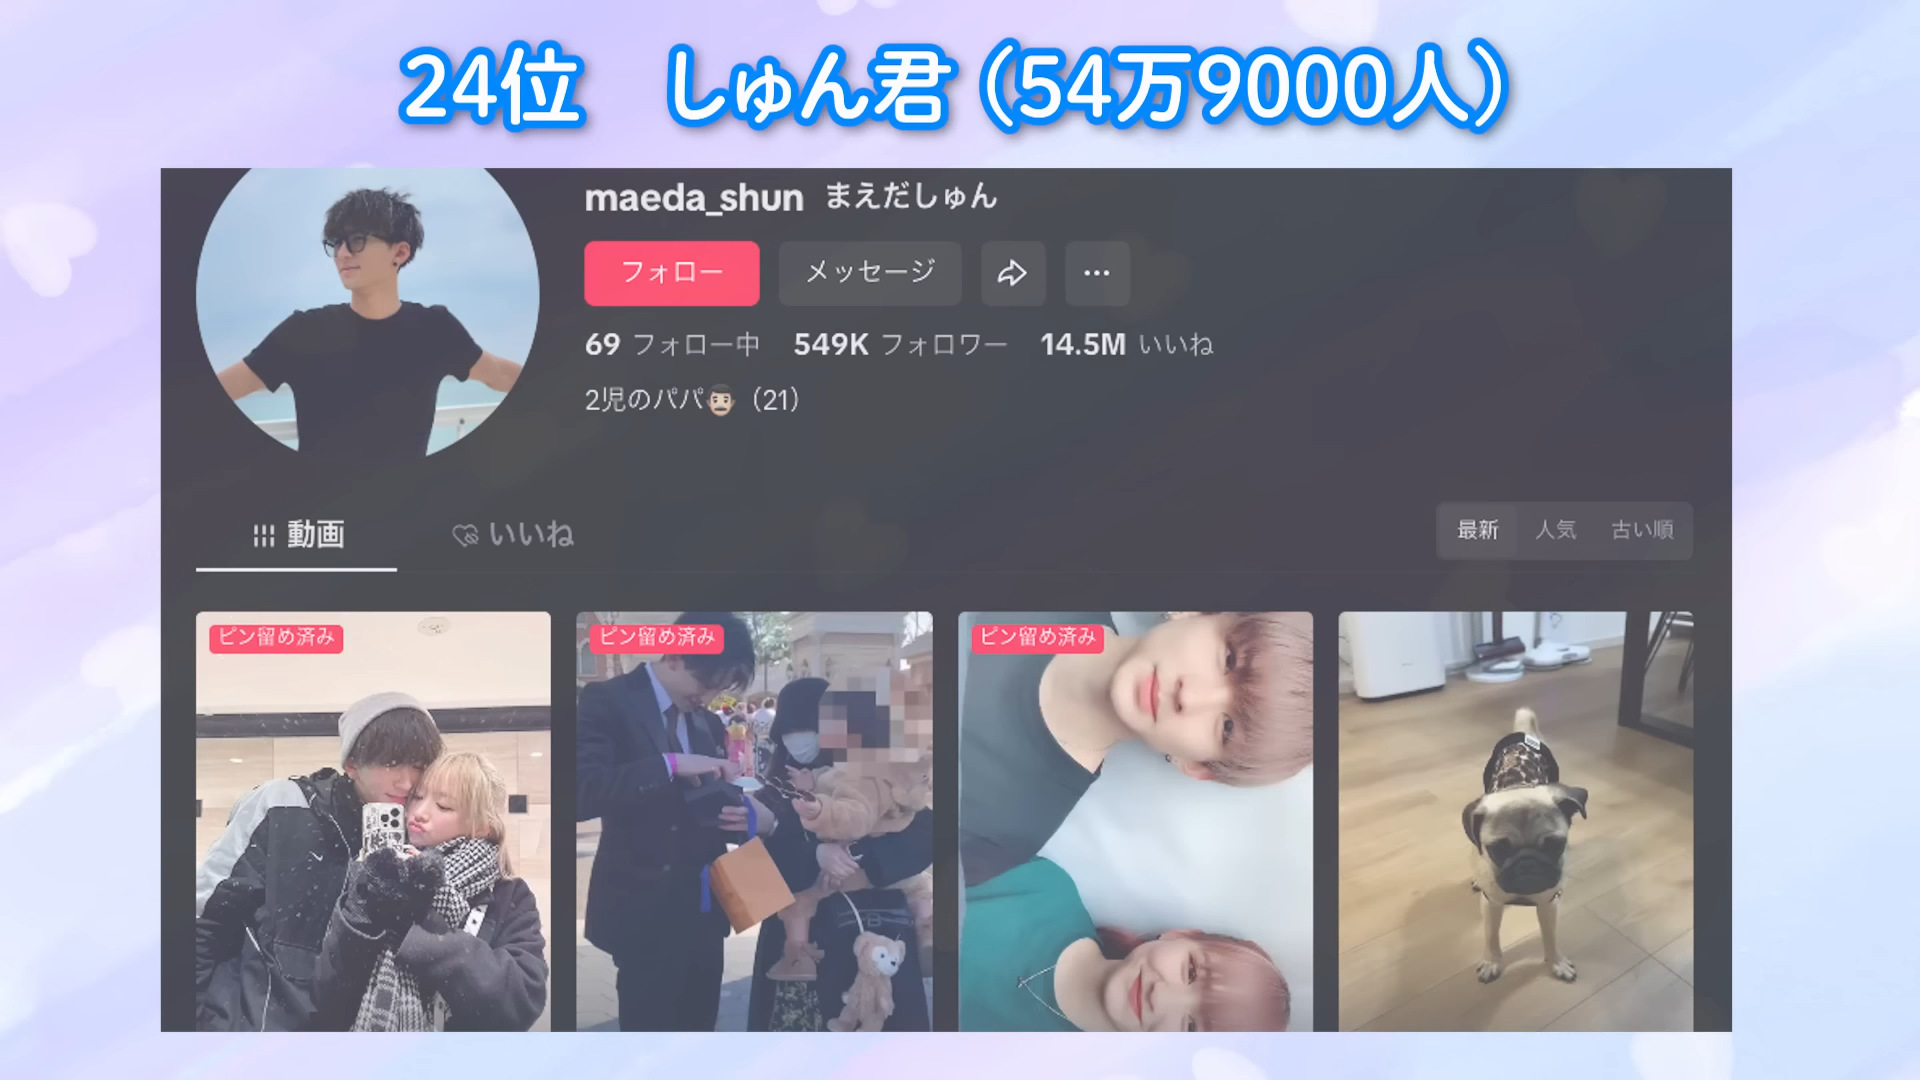 24位　しゅん君（54万9000人）
maeda_shun まえだしゅん
フォロー メッセージ
69 フォロー中 549K フォロワー 14.5M いいね
2児のパパ👨🏻（21）
動画 いいね
最新 人気 古い順
ピン留め済み ピン留め済み ピン留め済み